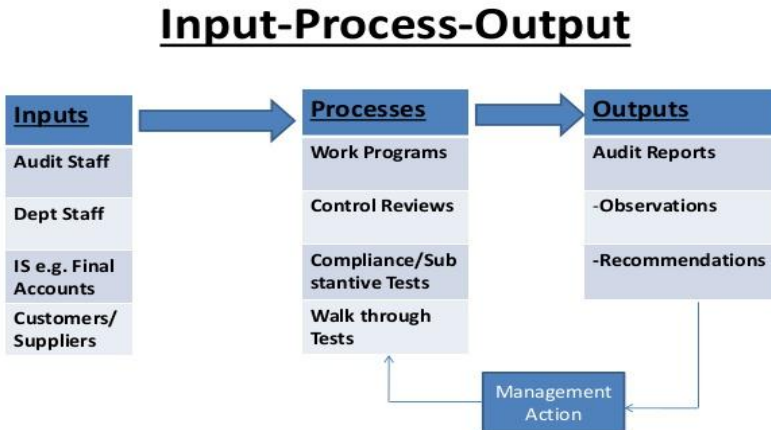 Input-Process-Output
Inputs
Audit Staff
Dept Staff
IS e.g. Final
Accounts
Customers/
Suppliers
Processes
Work Programs
Control Reviews
Compliance/Sub
stantive Tests
Walk through
Tests
Outputs
Audit Reports
-Observations
-Recommendations
Management
Action